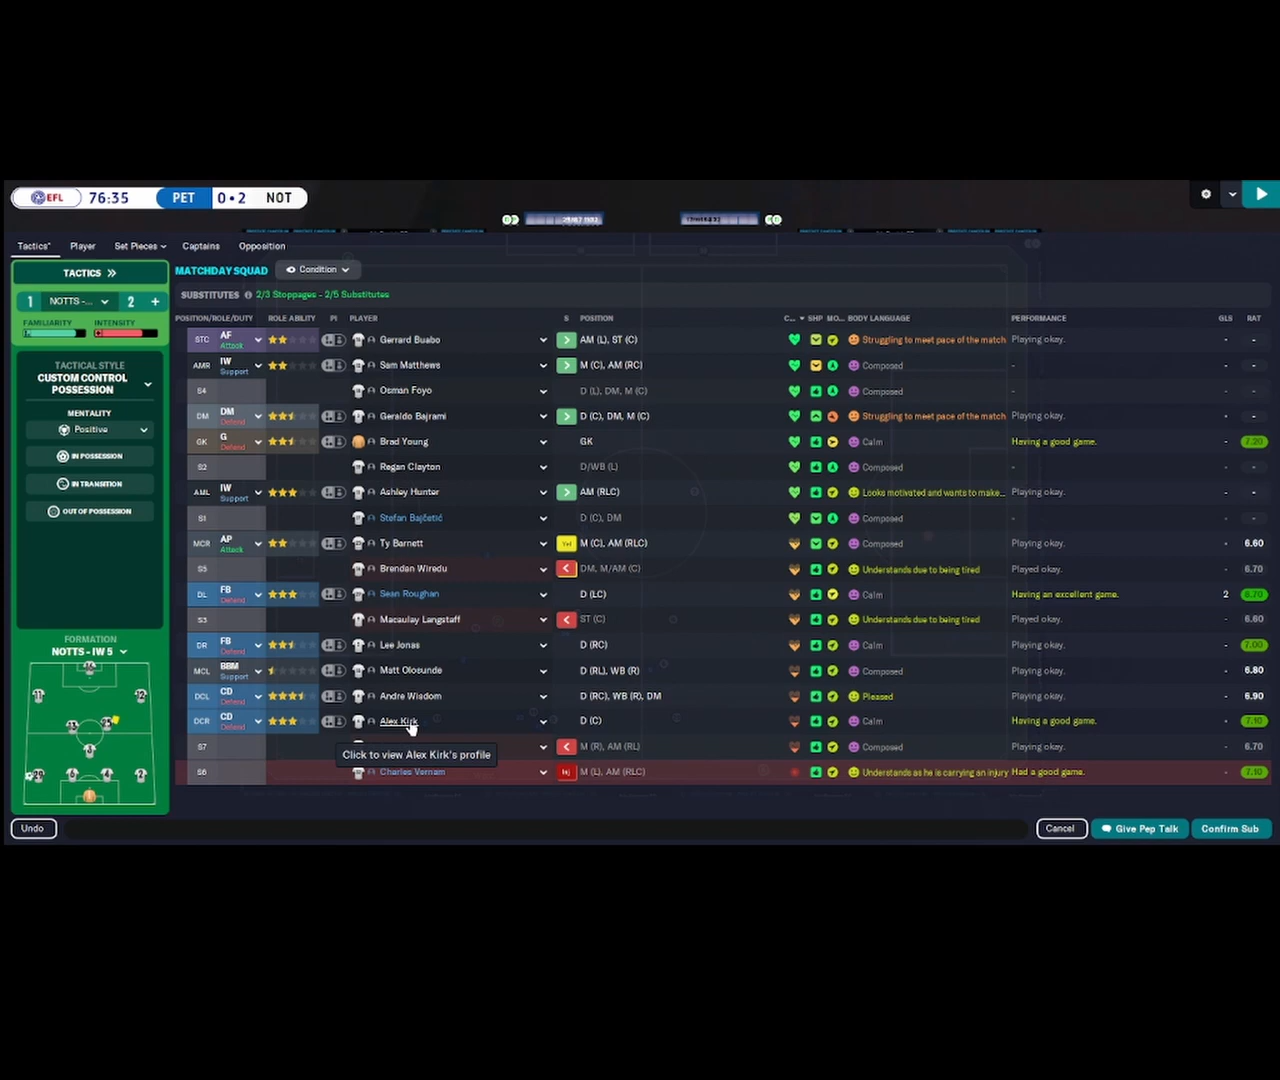 EFL 76:35 PET 0 • 2 NOT
Tactics* Player Set Pieces Captains Opposition
TACTICS
MATCHDAY SQUAD Condition
1 NOTTS -... 2 +
SUBSTITUTES 2/3 Stoppages - 2/5 Substitutes
FAMILIARITY INTENSITY
POSITION/ROLE/DUTY ROLE ABILITY PI PLAYER S POSITION C... SHP MO... BODY LANGUAGE PERFORMANCE GLS RAT
STC AF Attack Gerrard Buabo AM (L), ST (C) Struggling to meet pace of the match Playing okay. - -
AMR IW Support Sam Matthews M (C), AM (RC) Composed - - -
S4 Osman Foyo D (L), DM, M (C) Composed - - -
DM DM Defend Geraldo Bajrami D (C), DM, M (C) Struggling to meet pace of the match Playing okay. - -
GK G Defend Brad Young GK Calm Having a good game. - 7.20
S2 Regan Clayton D/WB (L) Composed - - -
AML IW Support Ashley Hunter AM (RLC) Looks motivated and wants to make... Playing okay. - -
S1 Stefan Bajčetić D (C), DM Composed - - -
MCR AP Attack Ty Barnett Yel M (C), AM (RLC) Composed Playing okay. - 6.60
S5 Brendan Wiredu DM, M/AM (C) Understands due to being tired Played okay. - 6.70
DL FB Defend Sean Roughan D (LC) Calm Having an excellent game. 2 8.70
S3 Macaulay Langstaff ST (C) Understands due to being tired Played okay. - 6.60
DR FB Defend Lee Jonas D (RC) Calm Playing okay. - 7.00
MCL BBM Support Matt Olosunde D (RL), WB (R) Composed Playing okay. - 6.80
DCL CD Defend Andre Wisdom D (RC), WB (R), DM Pleased Playing okay. - 6.90
DCR CD Defend Alex Kirk D (C) Calm Having a good game. - 7.10
S7 M (R), AM (RL) Composed Playing okay. - 6.70
Click to view Alex Kirk's profile
S6 Charles Vernam Inj M (L), AM (RLC) Understands as he is carrying an injury Had a good game. - 7.10
TACTICAL STYLE
CUSTOM CONTROL
POSSESSION
MENTALITY
Positive
IN POSSESSION
IN TRANSITION
OUT OF POSSESSION
FORMATION
NOTTS - IW 5
Undo Cancel Give Pep Talk Confirm Sub